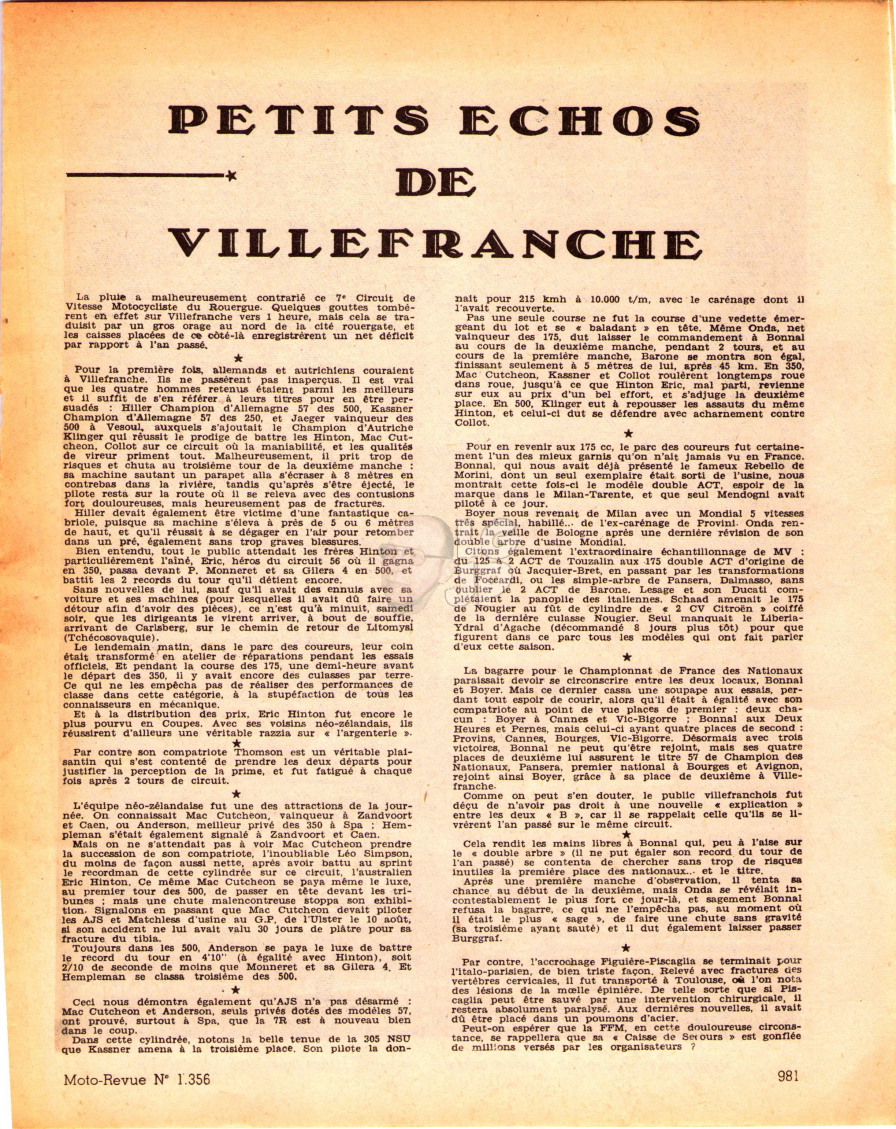 PETITS ECHOS
DE
VILLEFRANCHE
La pluie a malheureusement contrarié ce 7e Circuit de
Vitesse Motocycliste du Rouergue. Quelques gouttes tombè-
rent en effet sur Villefranche vers 1 heure, mais cela se tra-
duisit par un gros orage au nord de la cité rouergate, et
les caisses placées de ce côté-là enregistrèrent un net déficit
par rapport à l'an passé.
★
Pour la première fois, allemands et autrichiens couraient
à Villefranche. Ils ne passèrent pas inaperçus. Il est vrai
que les quatre hommes retenus étaient parmi les meilleurs
et il suffit de s'en référer à leurs titres pour en être per-
suadés : Hiller Champion d'Allemagne 57 des 500, Kassner
Champion d'Allemagne 57 des 250, et Jaeger vainqueur des
500 à Vesoul, auxquels s'ajoutait le Champion d'Autriche
Klinger qui réussit le prodige de battre les Hinton, Mac Cut-
cheon, Collot sur ce circuit où la maniabilité, et les qualités
de vireur priment tout. Malheureusement, il prit trop de
risques et chuta au troisième tour de la deuxième manche :
sa machine sautant un parapet alla s'écraser à 8 mètres en
contrebas dans la rivière, tandis qu'après s'être éjecté, le
pilote resta sur la route où il se releva avec des contusions
fort douloureuses, mais heureusement pas de fractures.
Hiller devait également être victime d'une fantastique ca-
briole, puisque sa machine s'éleva à près de 5 ou 6 mètres
de haut, et qu'il réussit à se dégager en l'air pour retomber
dans un pré, également sans trop graves blessures.
Bien entendu, tout le public attendait les frères Hinton et
particulièrement l'aîné, Eric, héros du circuit 56 où il gagna
en 350, passa devant P. Monneret et sa Gilera 4 en 500, et
battit les 2 records du tour qu'il détient encore.
Sans nouvelles de lui, sauf qu'il avait des ennuis avec sa
voiture et ses machines (pour lesquelles il avait dû faire un
détour afin d'avoir des pièces), ce n'est qu'à minuit, samedi
soir, que les dirigeants le virent arriver, à bout de souffle,
arrivant de Carlsberg, sur le chemin de retour de Litomysl
(Tchécosovaquie).
Le lendemain matin, dans le parc des coureurs, leur coin
était transformé en atelier de réparations pendant les essais
officiels. Et pendant la course des 175, une demi-heure avant
le départ des 350, il y avait encore des culasses par terre.
Ce qui ne les empêcha pas de réaliser des performances de
classe dans cette catégorie, à la stupéfaction de tous les
connaisseurs en mécanique.
Et à la distribution des prix, Eric Hinton fut encore le
plus pourvu en Coupes. Avec ses voisins néo-zélandais, ils
réussirent d'ailleurs une véritable razzia sur « l'argenterie ».
★
Par contre son compatriote Thomson est un véritable plai-
santin qui s'est contenté de prendre les deux départs pour
justifier la perception de la prime, et fut fatigué à chaque
fois après 2 tours de circuit.
★
L'équipe néo-zélandaise fut une des attractions de la jour-
née. On connaissait Mac Cutcheon, vainqueur à Zandvoort
et Caen, ou Anderson, meilleur privé des 350 à Spa ; Hem-
pleman s'était également signalé à Zandvoort et Caen.
Mais on ne s'attendait pas à voir Mac Cutcheon prendre
la succession de son compatriote, l'inoubliable Léo Simpson,
du moins de façon aussi nette, après avoir battu au sprint
le recordman de cette cylindrée sur ce circuit, l'australien
Eric Hinton. Ce même Mac Cutcheon se paya même le luxe,
au premier tour des 500, de passer en tête devant les tri-
bunes ; mais une chute malencontreuse stoppa son exhibi-
tion. Signalons en passant que Mac Cutcheon devait piloter
les AJS et Matchless d'usine au G.P. de l'Ulster le 10 août,
si son accident ne lui avait valu 30 jours de plâtre pour sa
fracture du tibia.
Toujours dans les 500, Anderson se paya le luxe de battre
le record du tour en 4'10" (à égalité avec Hinton), soit
2/10 de seconde de moins que Monneret et sa Gilera 4. Et
Hempleman se classa troisième des 500.
★
Ceci nous démontra également qu'AJS n'a pas désarmé :
Mac Cutcheon et Anderson, seuls privés dotés des modèles 57,
ont prouvé, surtout à Spa, que la 7R est à nouveau bien
dans le coup.
Dans cette cylindrée, notons la belle tenue de la 305 NSU
que Kassner amena à la troisième place. Son pilote la don-
nait pour 215 kmh à 10.000 t/m, avec le carénage dont il
l'avait recouverte.
Pas une seule course ne fut la course d'une vedette émer-
geant du lot et se « baladant » en tête. Même Onda, net
vainqueur des 175, dut laisser le commandement à Bonnal
au cours de la deuxième manche, pendant 2 tours, et au
cours de la première manche, Barone se montra son égal,
finissant seulement à 5 mètres de lui, après 45 km. En 350,
Mac Cutcheon, Kassner et Collot roulèrent longtemps roue
dans roue, jusqu'à ce que Hinton Eric, mal parti, revienne
sur eux au prix d'un bel effort, et s'adjuge la deuxième
place. En 500, Klinger eut à repousser les assauts du même
Hinton, et celui-ci dut se défendre avec acharnement contre
Collot.
★
Pour en revenir aux 175 cc, le parc des coureurs fut certaine-
ment l'un des mieux garnis qu'on n'ait jamais vu en France.
Bonnal, qui nous avait déjà présenté le fameux Rebello de
Morini, dont un seul exemplaire était sorti de l'usine, nous
montrait cette fois-ci le modèle double ACT, espoir de la
marque dans le Milan-Tarente, et que seul Mendogni avait
piloté à ce jour.
Boyer nous revenait de Milan avec un Mondial 5 vitesses
très spécial, habillé... de l'ex-carénage de Provini. Onda ren-
trait la veille de Bologne après une dernière révision de son
double arbre d'usine Mondial.
Citons également l'extraordinaire échantillonnage de MV :
du 125 à 2 ACT de Touzalin aux 175 double ACT d'origine de
Burggraf ou Jacquier-Bret, en passant par les transformations
de Foccardi, ou les simple-arbre de Pansera, Dalmasso, sans
oublier le 2 ACT de Barone. Lesage et son Ducati com-
plétaient la panoplie des italiennes. Schaad amenait le 175
de Nougier au fût de cylindre de « 2 CV Citroën » coiffé
de la dernière culasse Nougier. Seul manquait le Liberia-
Ydral d'Agache (décommandé 8 jours plus tôt) pour que
figurent dans ce parc tous les modèles qui ont fait parler
d'eux cette saison.
★
La bagarre pour le Championnat de France des Nationaux
paraissait devoir se circonscrire entre les deux locaux, Bonnal
et Boyer. Mais ce dernier cassa une soupape aux essais, per-
dant tout espoir de courir, alors qu'il était à égalité avec son
compatriote au point de vue places de premier : deux cha-
cun : Boyer à Cannes et Vic-Bigorre ; Bonnal aux Deux
Heures et Pernes, mais celui-ci ayant quatre places de second :
Provins, Cannes, Bourges, Vic-Bigorre. Désormais avec trois
victoires, Bonnal ne peut qu'être rejoint, mais ses quatre
places de deuxième lui assurent le titre 57 de Champion des
Nationaux, Pansera, premier national à Bourges et Avignon,
rejoint ainsi Boyer, grâce à sa place de deuxième à Ville-
franche.
Comme on peut s'en douter, le public villefranchois fut
déçu de n'avoir pas droit à une nouvelle « explication »
entre les deux « B », car il se rappelait celle qu'ils se li-
vrèrent l'an passé sur le même circuit.
★
Cela rendit les mains libres à Bonnal qui, peu à l'aise sur
le « double arbre » (il ne put égaler son record du tour de
l'an passé) se contenta de chercher sans trop de risques
inutiles la première place des nationaux... et le titre.
Après une première manche d'observation, il tenta sa
chance au début de la deuxième, mais Onda se révélait in-
contestablement le plus fort ce jour-là, et sagement Bonnal
refusa la bagarre, ce qui ne l'empêcha pas, au moment où
il était le plus « sage », de faire une chute sans gravité
(sa troisième ayant sauté) et il dut également laisser passer
Burggraf.
★
Par contre, l'accrochage Figuière-Piscaglia se terminait pour
l'italo-parisien, de bien triste façon. Relevé avec fractures des
vertèbres cervicales, il fut transporté à Toulouse, où l'on nota
des lésions de la moelle épinière. De telle sorte que si Pis-
caglia peut être sauvé par une intervention chirurgicale, il
restera absolument paralysé. Aux dernières nouvelles, il avait
dû être placé dans un poumons d'acier.
Peut-on espérer que la FFM, en cette douloureuse circons-
tance, se rappellera que sa « Caisse de Secours » est gonflée
de millions versés par les organisateurs ?
Moto-Revue N° 1.356
981